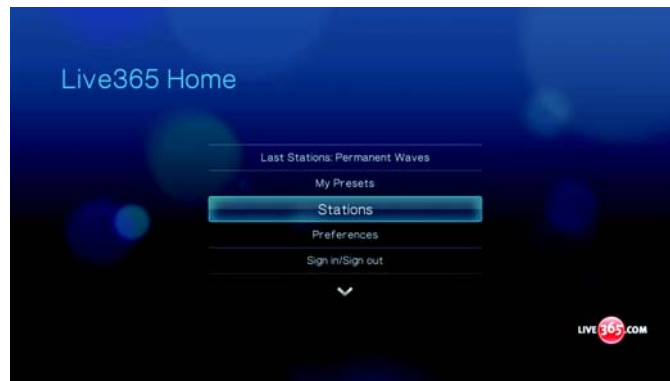 Live365 Home
Last Stations: Permanent Waves
My Presets
Stations
Preferences
Sign in/Sign out
LIVE365.COM